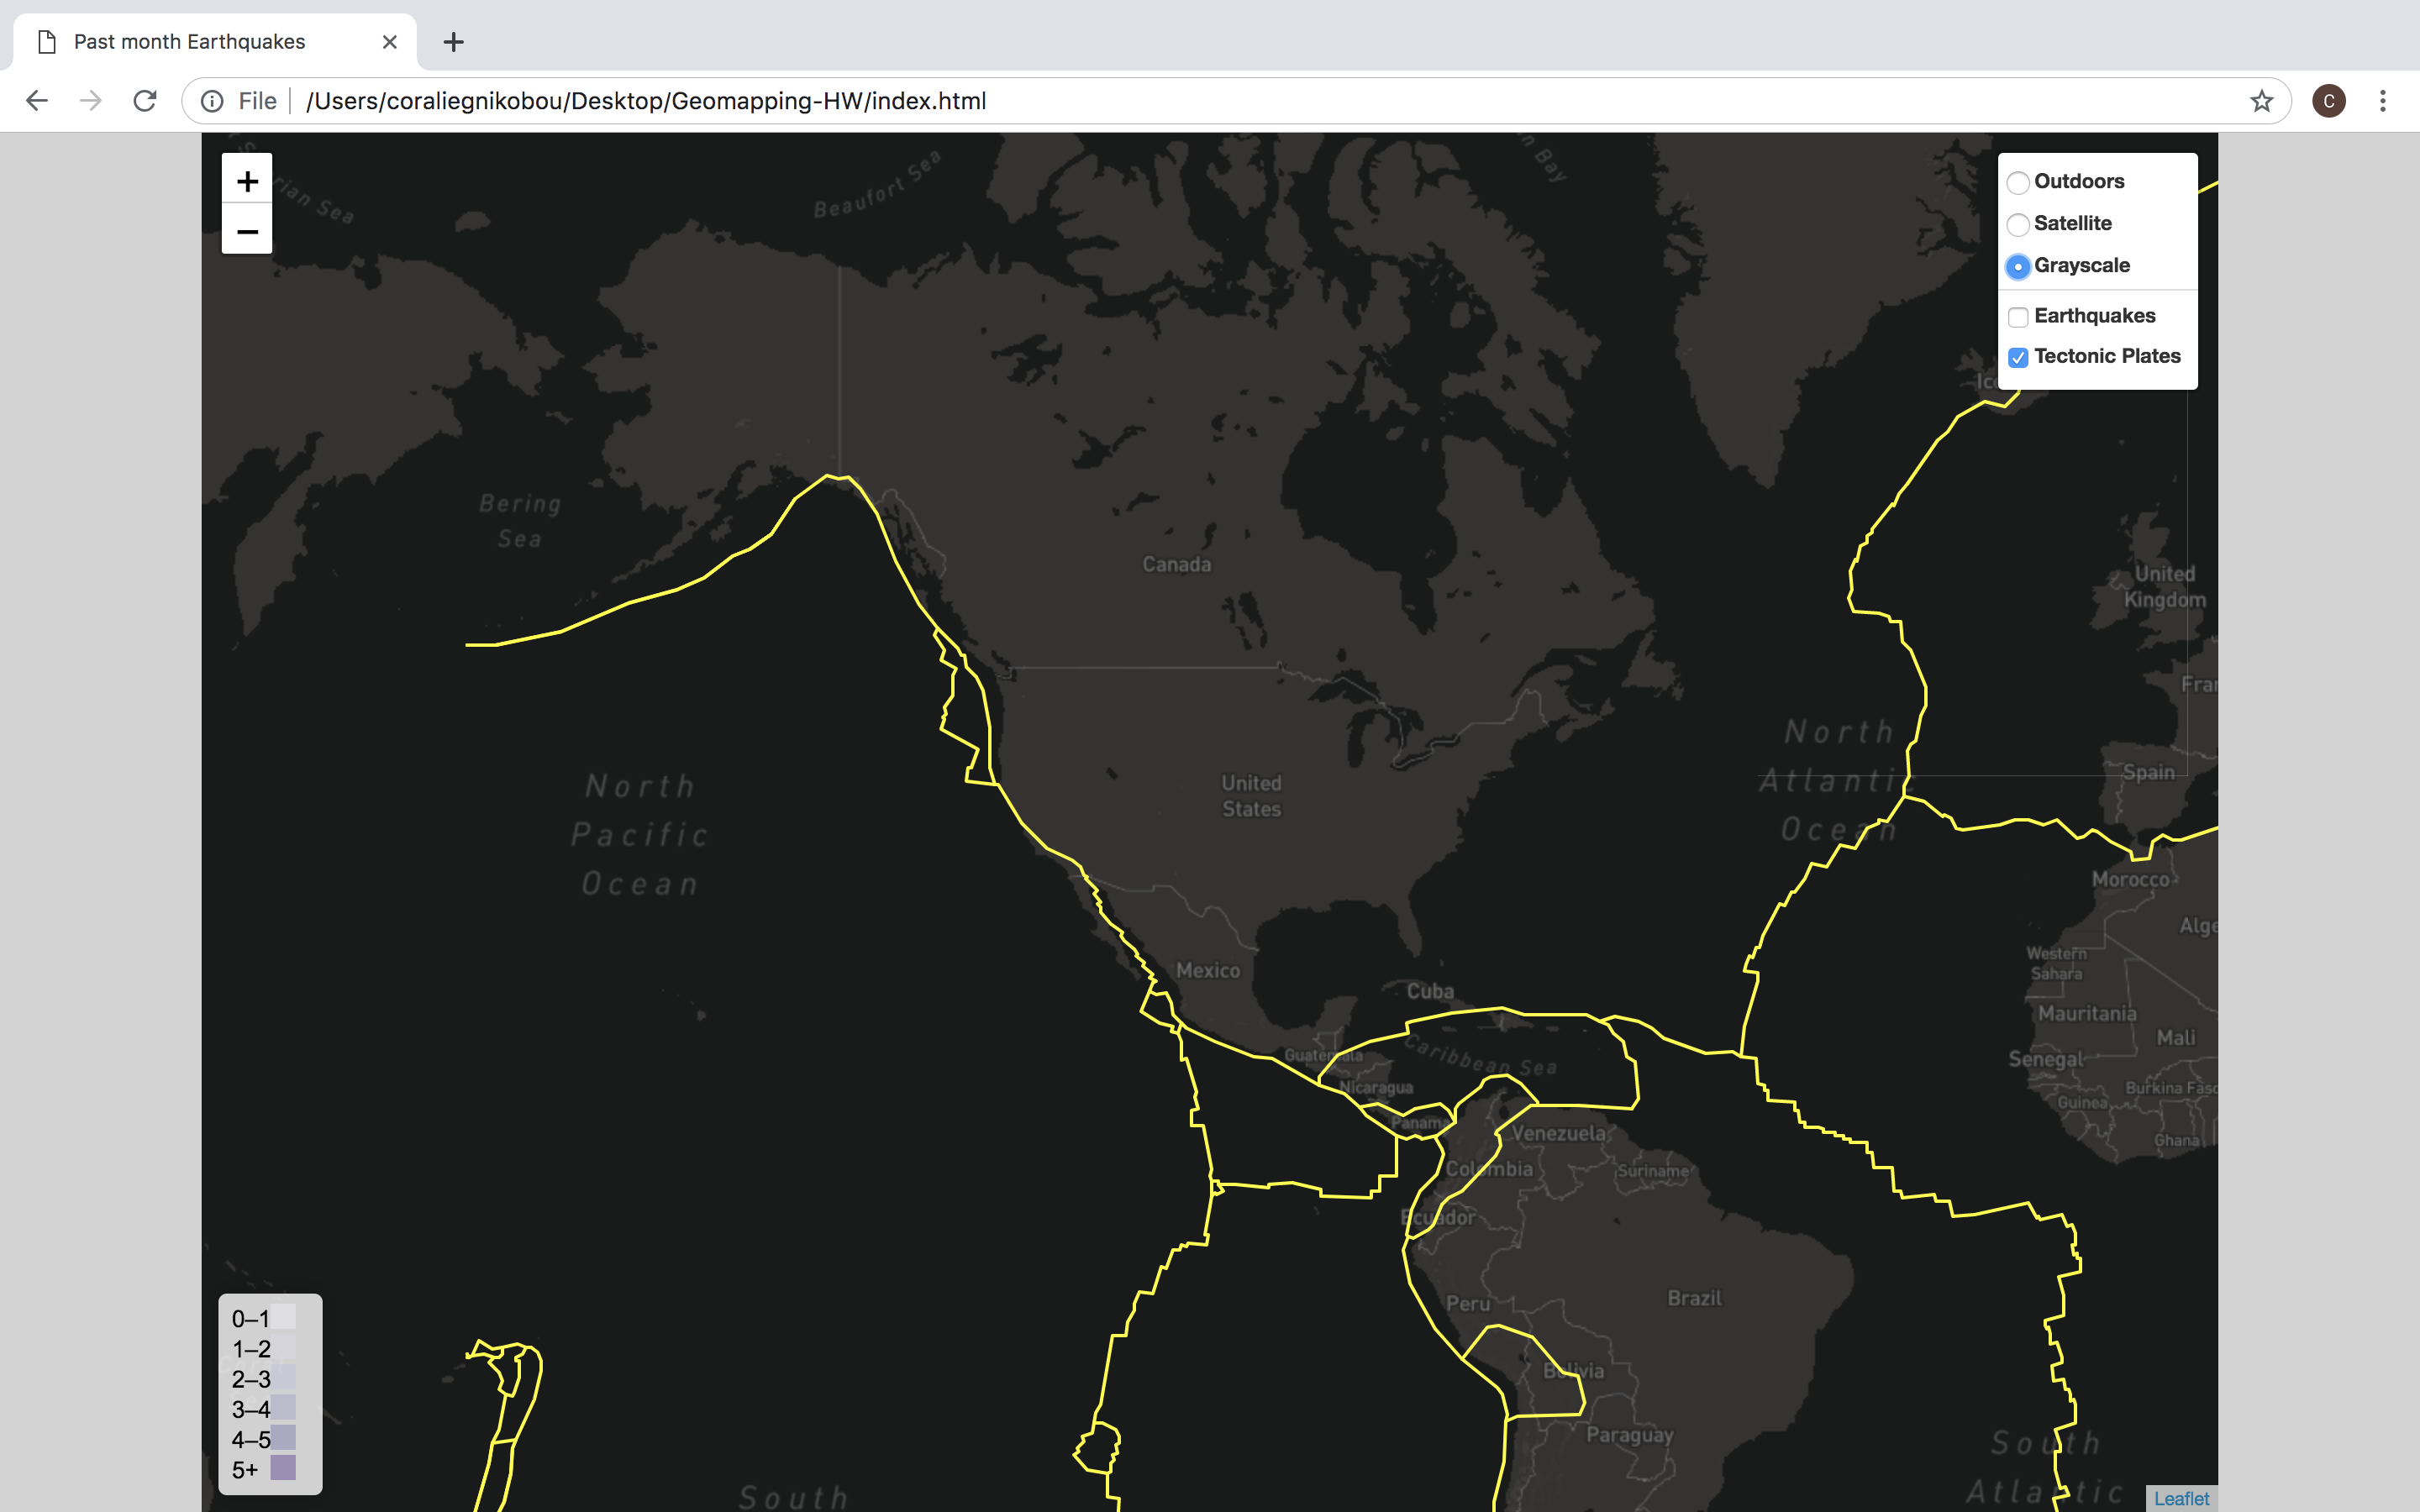 Past month Earthquakes
File /Users/coraliegnikobou/Desktop/Geomapping-HW/index.html
C
+
−
Outdoors
Satellite
Grayscale
Earthquakes
Tectonic Plates
Beaufort Sea
Bering
Sea
Canada
United
Kingdom
North
Pacific
Ocean
United
States
North
Atlantic
Ocean
Spain
Morocco
Mexico
Cuba
Western
Sahara
Mauritania
Mali
Senegal
Burkina Faso
Guinea
Ghana
Guatemala
Caribbean Sea
Nicaragua
Panama
Venezuela
Colombia
Suriname
Ecuador
Peru
Brazil
Bolivia
Paraguay
South
South
Atlantic
0–1
1–2
2–3
3–4
4–5
5+
Leaflet